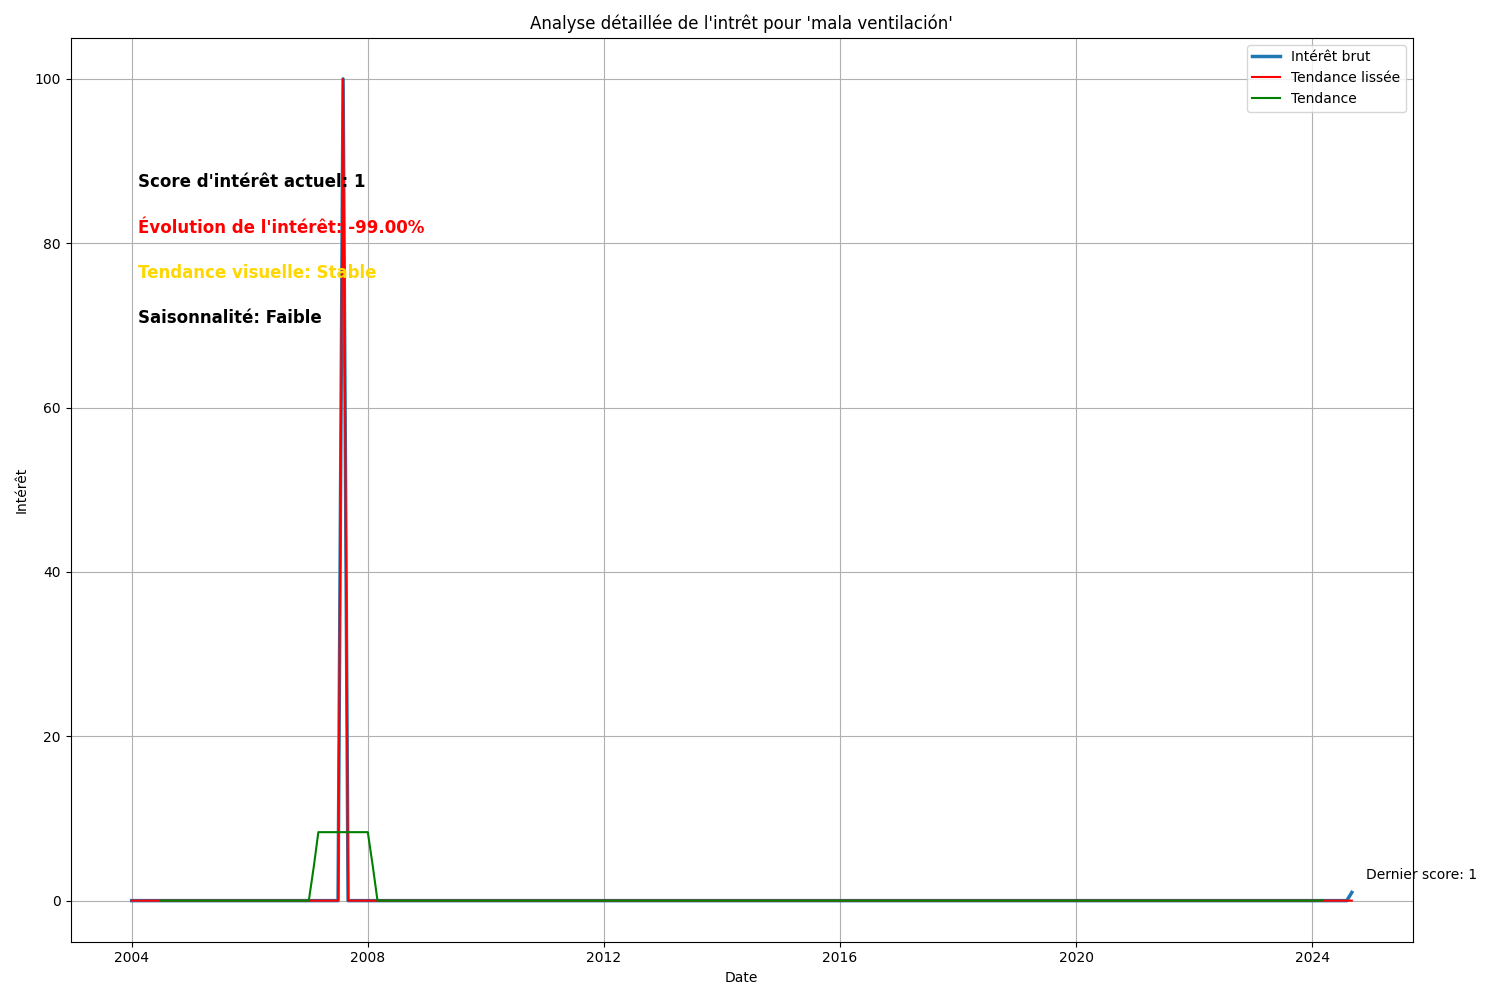 Analyse détaillée de l'intrêt pour 'mala ventilación'
Intérêt brut
Tendance lissée
Tendance
100
80
60
40
20
0
Intérêt
Score d'intérêt actuel: 1
Évolution de l'intérêt: -99.00%
Tendance visuelle: Stable
Saisonnalité: Faible
Dernier score: 1
2004
2008
2012
2016
2020
2024
Date